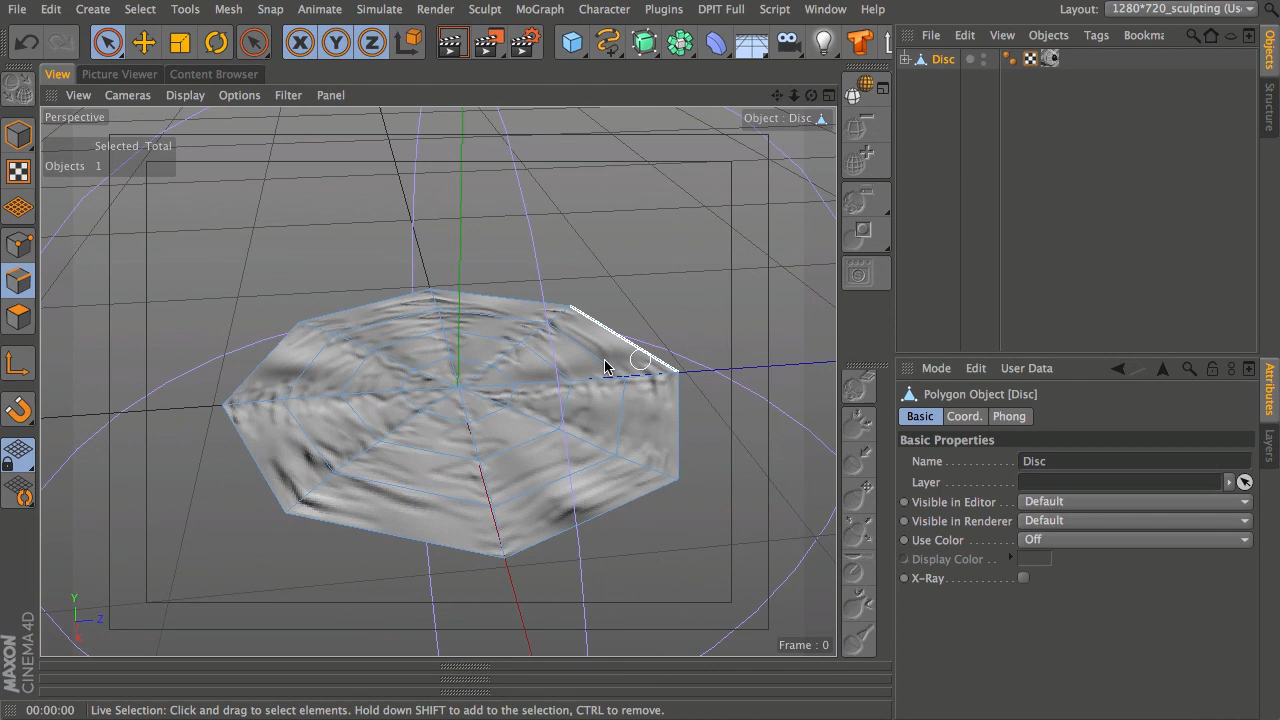 File Edit Create Select Tools Mesh Snap Animate Simulate Render Sculpt MoGraph Character Plugins DPIT Full Script Window Help Layout: 1280*720_sculpting (Us
X Y Z
File Edit View Objects Tags Bookma
Disc
View Picture Viewer Content Browser
View Cameras Display Options Filter Panel
Perspective Object : Disc
Selected Total
Objects 1
Objects
Structure
Mode Edit User Data
Polygon Object [Disc]
Basic Coord. Phong
Basic Properties
Name Disc
Layer
Visible in Editor Default
Visible in Renderer Default
Use Color Off
Display Color
X-Ray
Attributes
Layers
Y
Z
X
Frame : 0
MAXON
CINEMA 4D
00:00:00 Live Selection: Click and drag to select elements. Hold down SHIFT to add to the selection, CTRL to remove.